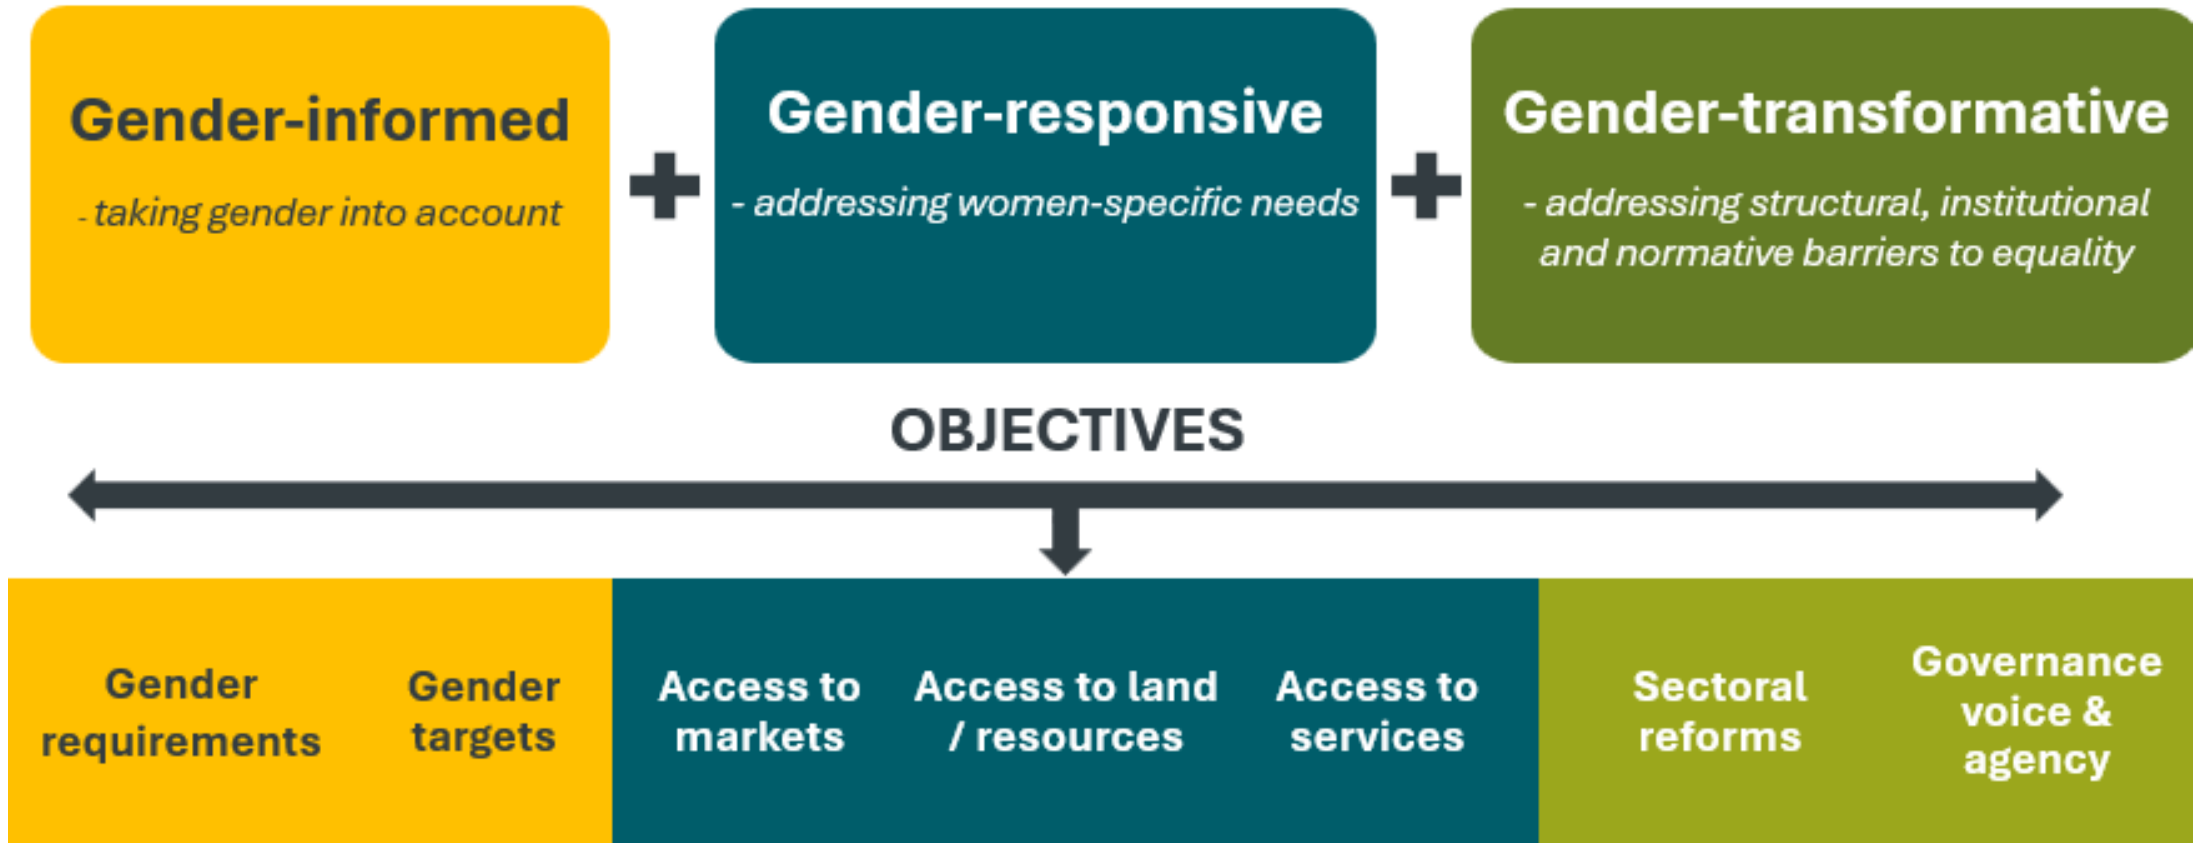 Gender-informed
- taking gender into account
Gender-responsive
- addressing women-specific needs
Gender-transformative
- addressing structural, institutional
and normative barriers to equality
OBJECTIVES
Gender
requirements
Gender
targets
Access to
markets
Access to land
/ resources
Access to
services
Sectoral
reforms
Governance
voice &
agency